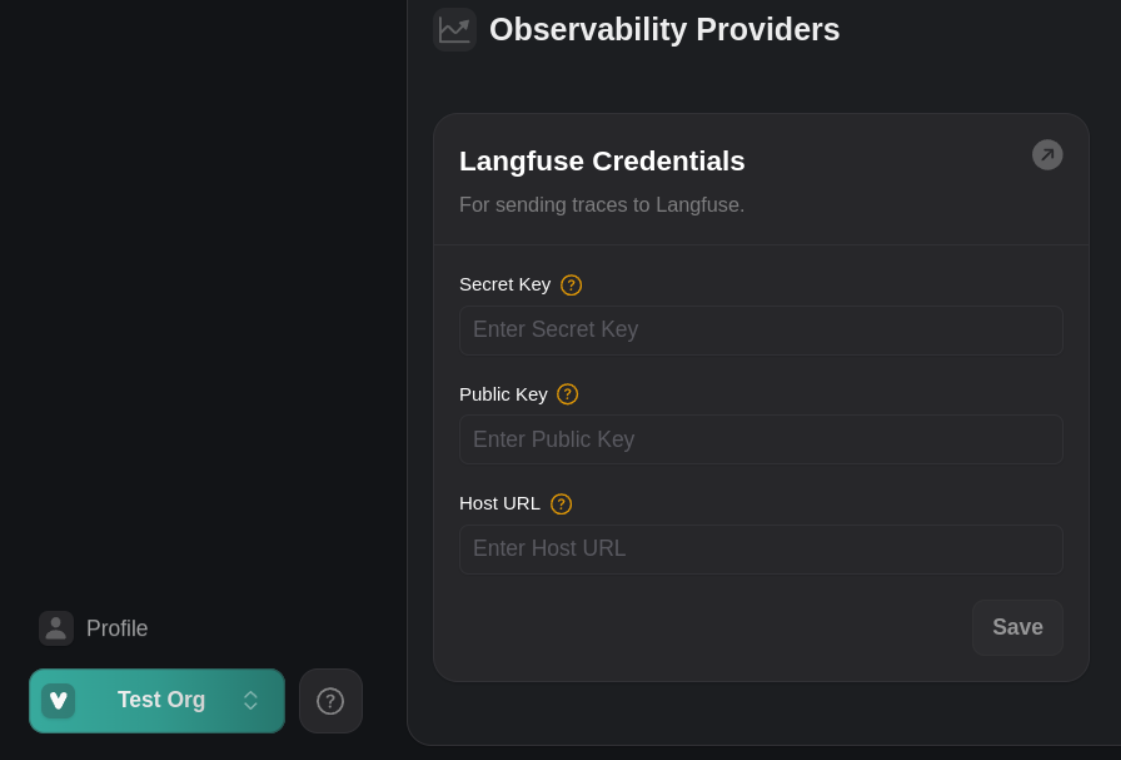 Observability Providers
Langfuse Credentials
For sending traces to Langfuse.
Secret Key
Enter Secret Key
Public Key
Enter Public Key
Host URL
Enter Host URL
Save
Profile
Test Org